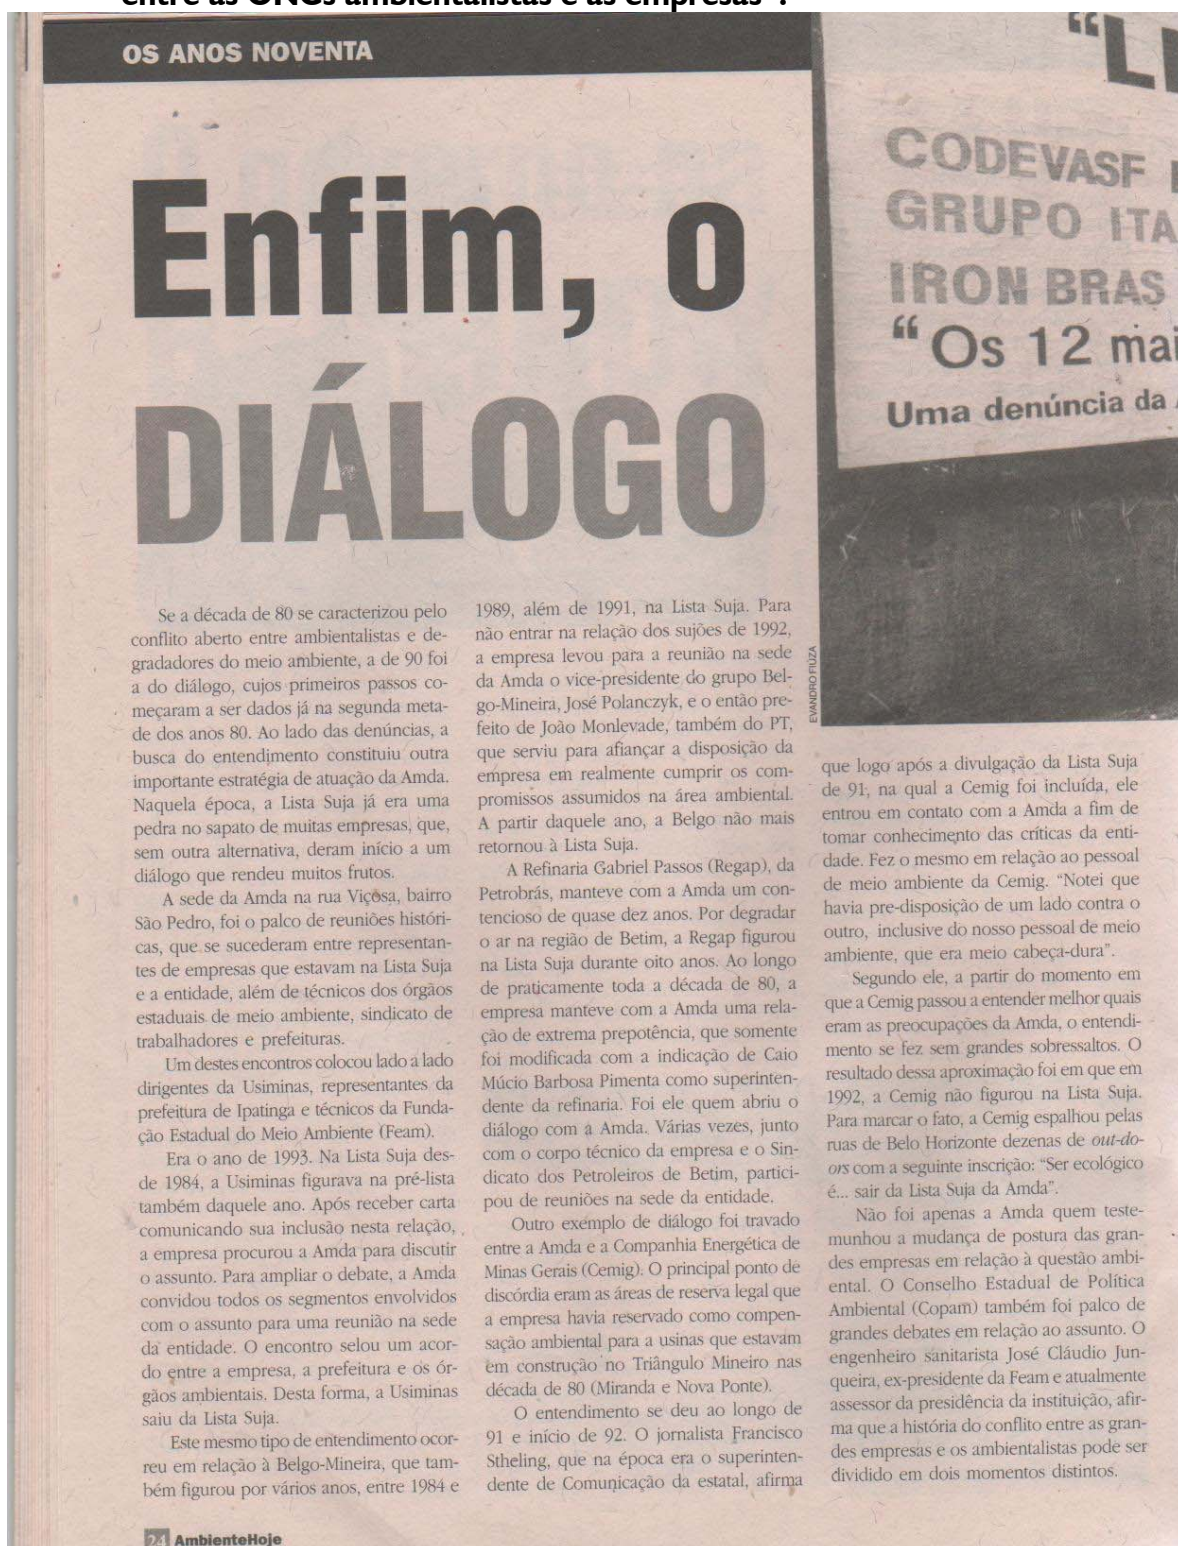 entre as ONGs ambientalistas e as empresas".
OS ANOS NOVENTA
Enfim, o
DIÁLOGO
"LI
CODEVASF
GRUPO ITA
IRON BRAS
"Os 12 mai
Uma denúncia da
EVANDRO FIÚZA
Se a década de 80 se caracterizou pelo
conflito aberto entre ambientalistas e de-
gradadores do meio ambiente, a de 90 foi
a do diálogo, cujos primeiros passos co-
meçaram a ser dados já na segunda meta-
de dos anos 80. Ao lado das denúncias, a
busca do entendimento constituiu outra
importante estratégia de atuação da Amda.
Naquela época, a Lista Suja já era uma
pedra no sapato de muitas empresas, que,
sem outra alternativa, deram início a um
diálogo que rendeu muitos frutos.
A sede da Amda na rua Viçosa, bairro
São Pedro, foi o palco de reuniões históri-
cas, que se sucederam entre representan-
tes de empresas que estavam na Lista Suja
e a entidade, além de técnicos dos órgãos
estaduais de meio ambiente, sindicato de
trabalhadores e prefeituras.
Um destes encontros colocou lado a lado
dirigentes da Usiminas, representantes da
prefeitura de Ipatinga e técnicos da Funda-
ção Estadual do Meio Ambiente (Feam).
Era o ano de 1993. Na Lista Suja des-
de 1984, a Usiminas figurava na pré-lista
também daquele ano. Após receber carta
comunicando sua inclusão nesta relação,
a empresa procurou a Amda para discutir
o assunto. Para ampliar o debate, a Amda
convidou todos os segmentos envolvidos
com o assunto para uma reunião na sede
da entidade. O encontro selou um acor-
do entre a empresa, a prefeitura e os ór-
gãos ambientais. Desta forma, a Usiminas
saiu da Lista Suja.
Este mesmo tipo de entendimento ocor-
reu em relação à Belgo-Mineira, que tam-
bém figurou por vários anos, entre 1984 e
1989, além de 1991, na Lista Suja. Para
não entrar na relação dos sujões de 1992,
a empresa levou para a reunião na sede
da Amda o vice-presidente do grupo Bel-
go-Mineira, José Polanczyk, e o então pre-
feito de João Monlevade, também do PT,
que serviu para afiançar a disposição da
empresa em realmente cumprir os com-
promissos assumidos na área ambiental.
A partir daquele ano, a Belgo não mais
retornou à Lista Suja.
A Refinaria Gabriel Passos (Regap), da
Petrobrás, manteve com a Amda um con-
tencioso de quase dez anos. Por degradar
o ar na região de Betim, a Regap figurou
na Lista Suja durante oito anos. Ao longo
de praticamente toda a década de 80, a
empresa manteve com a Amda uma rela-
ção de extrema prepotência, que somente
foi modificada com a indicação de Caio
Múcio Barbosa Pimenta como superinten-
dente da refinaria. Foi ele quem abriu o
diálogo com a Amda. Várias vezes, junto
com o corpo técnico da empresa e o Sin-
dicato dos Petroleiros de Betim, partici-
pou de reuniões na sede da entidade.
Outro exemplo de diálogo foi travado
entre a Amda e a Companhia Energética de
Minas Gerais (Cemig). O principal ponto de
discórdia eram as áreas de reserva legal que
a empresa havia reservado como compen-
sação ambiental para a usinas que estavam
em construção no Triângulo Mineiro nas
década de 80 (Miranda e Nova Ponte).
O entendimento se deu ao longo de
91 e início de 92. O jornalista Francisco
Stheling, que na época era o superinten-
dente de Comunicação da estatal, afirma
que logo após a divulgação da Lista Suja
de 91, na qual a Cemig foi incluída, ele
entrou em contato com a Amda a fim de
tomar conhecimento das críticas da enti-
dade. Fez o mesmo em relação ao pessoal
de meio ambiente da Cemig. "Notei que
havia pre-disposição de um lado contra o
outro, inclusive do nosso pessoal de meio
ambiente, que era meio cabeça-dura".
Segundo ele, a partir do momento em
que a Cemig passou a entender melhor quais
eram as preocupações da Amda, o entendi-
mento se fez sem grandes sobressaltos. O
resultado dessa aproximação foi em que em
1992, a Cemig não figurou na Lista Suja.
Para marcar o fato, a Cemig espalhou pelas
ruas de Belo Horizonte dezenas de out-do-
ors com a seguinte inscrição: "Ser ecológico
é... sair da Lista Suja da Amda".
Não foi apenas a Amda quem teste-
munhou a mudança de postura das gran-
des empresas em relação à questão ambi-
ental. O Conselho Estadual de Política
Ambiental (Copam) também foi palco de
grandes debates em relação ao assunto. O
engenheiro sanitarista José Cláudio Jun-
queira, ex-presidente da Feam e atualmente
assessor da presidência da instituição, afir-
ma que a história do conflito entre as gran-
des empresas e os ambientalistas pode ser
dividido em dois momentos distintos.
24 AmbienteHoje